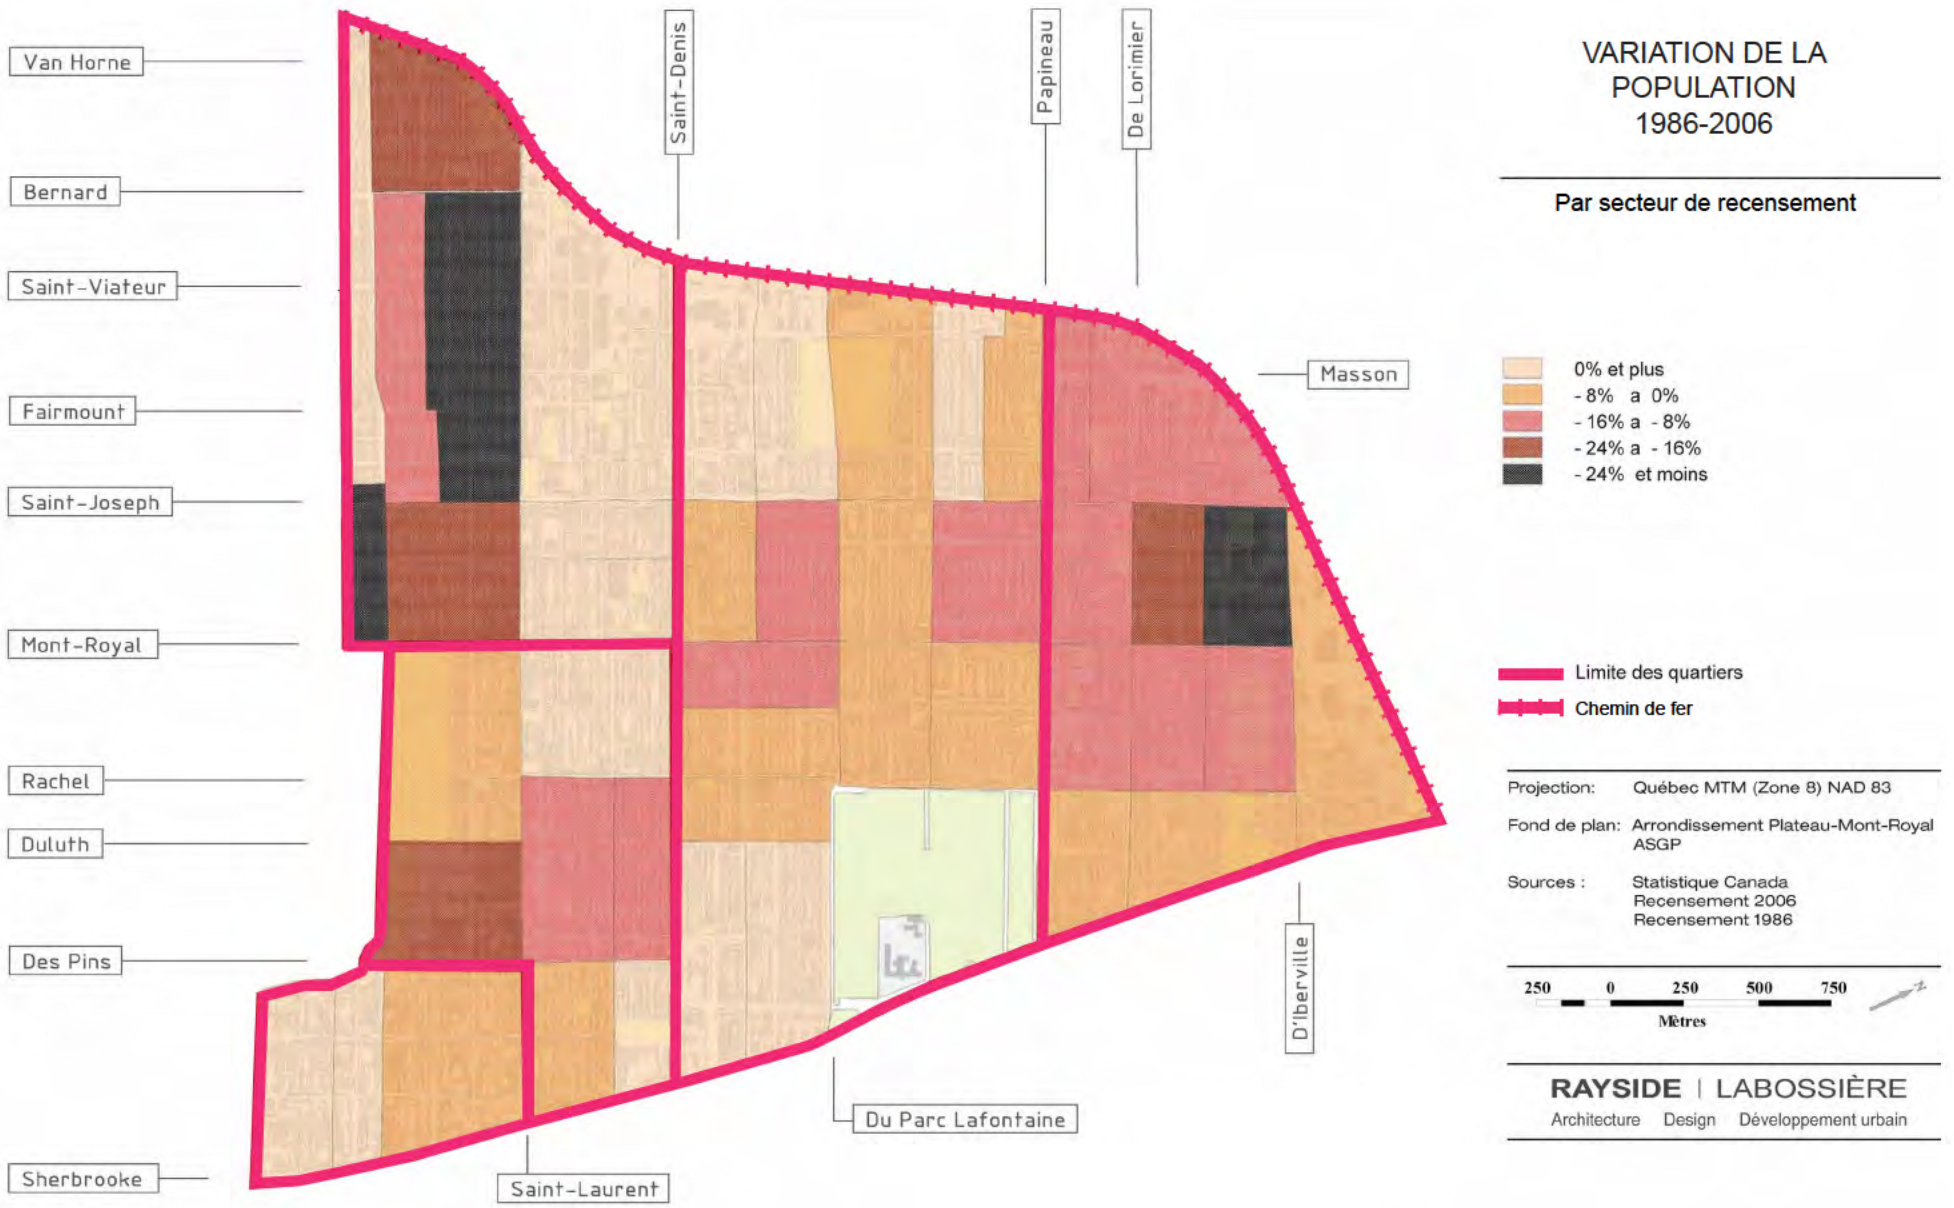 VARIATION DE LA
POPULATION
1986-2006
Par secteur de recensement
Van Horne
Bernard
Saint-Viateur
Fairmount
Saint-Joseph
Mont-Royal
Rachel
Duluth
Des Pins
Sherbrooke
Saint-Denis
Papineau
De Lorimier
Masson
D'Iberville
Du Parc Lafontaine
Saint-Laurent
0% et plus
- 8% a 0%
- 16% a - 8%
- 24% a - 16%
- 24% et moins
Limite des quartiers
Chemin de fer
Projection: Québec MTM (Zone 8) NAD 83
Fond de plan: Arrondissement Plateau-Mont-Royal
ASGP
Sources : Statistique Canada
Recensement 2006
Recensement 1986
250 0 250 500 750
Mètres
N
RAYSIDE | LABOSSIÈRE
Architecture Design Développement urbain